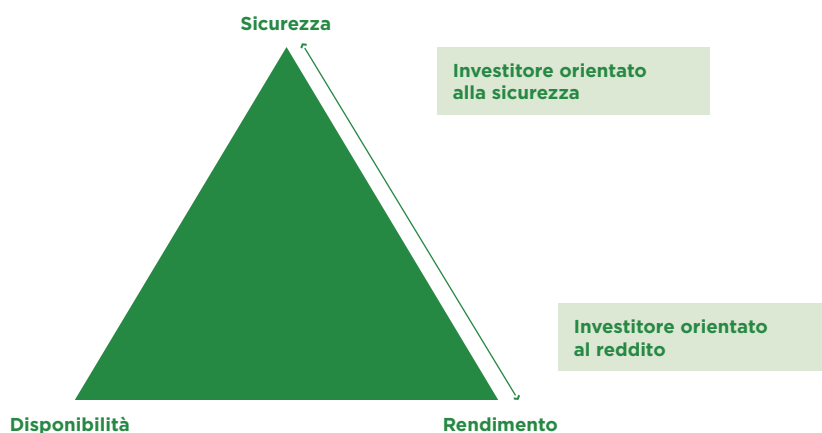 Sicurezza
Investitore orientato
alla sicurezza
Investitore orientato
al reddito
Disponibilità
Rendimento